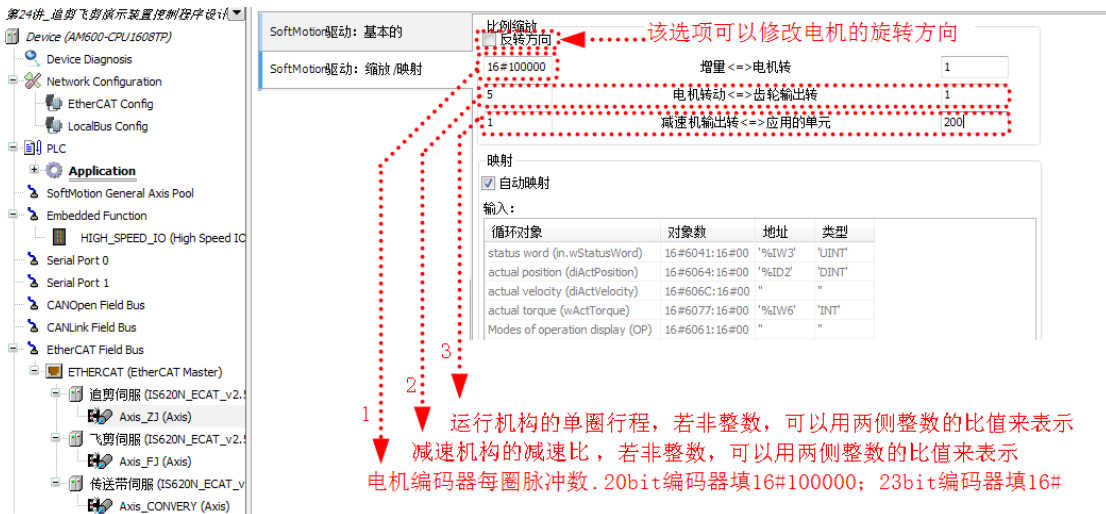 第24讲_追剪飞剪演示装置控制程序设计
Device (AM600-CPU1608TP)
Device Diagnosis
Network Configuration
EtherCAT Config
LocalBus Config
PLC
Application
SoftMotion General Axis Pool
Embedded Function
HIGH_SPEED_IO (High Speed IO
Serial Port 0
Serial Port 1
CANOpen Field Bus
CANLink Field Bus
EtherCAT Field Bus
ETHERCAT (EtherCAT Master)
追剪伺服 (IS620N_ECAT_v2.
Axis_ZJ (Axis)
飞剪伺服 (IS620N_ECAT_v2.
Axis_FJ (Axis)
传送带伺服 (IS620N_ECAT_v
Axis_CONVERY (Axis)
SoftMotion驱动：基本的
SoftMotion驱动：缩放/映射
比例缩放
反转方向
该选项可以修改电机的旋转方向
16#100000 增量<=>电机转 1
5 电机转动<=>齿轮输出转 1
1 减速机输出转<=>应用的单元 200
映射
自动映射
输入：
循环对象 对象数 地址 类型
status word (in.wStatusWord) 16#6041:16#00 '%IW3' 'UINT'
actual position (diActPosition) 16#6064:16#00 '%ID2' 'DINT'
actual velocity (diActVelocity) 16#606C:16#00 '' ''
actual torque (wActTorque) 16#6077:16#00 '%IW6' 'INT'
Modes of operation display (OP) 16#6061:16#00 '' ''
3
2
1
运行机构的单圈行程，若非整数，可以用两侧整数的比值来表示
减速机构的减速比，若非整数，可以用两侧整数的比值来表示
电机编码器每圈脉冲数.20bit编码器填16#100000；23bit编码器填16#